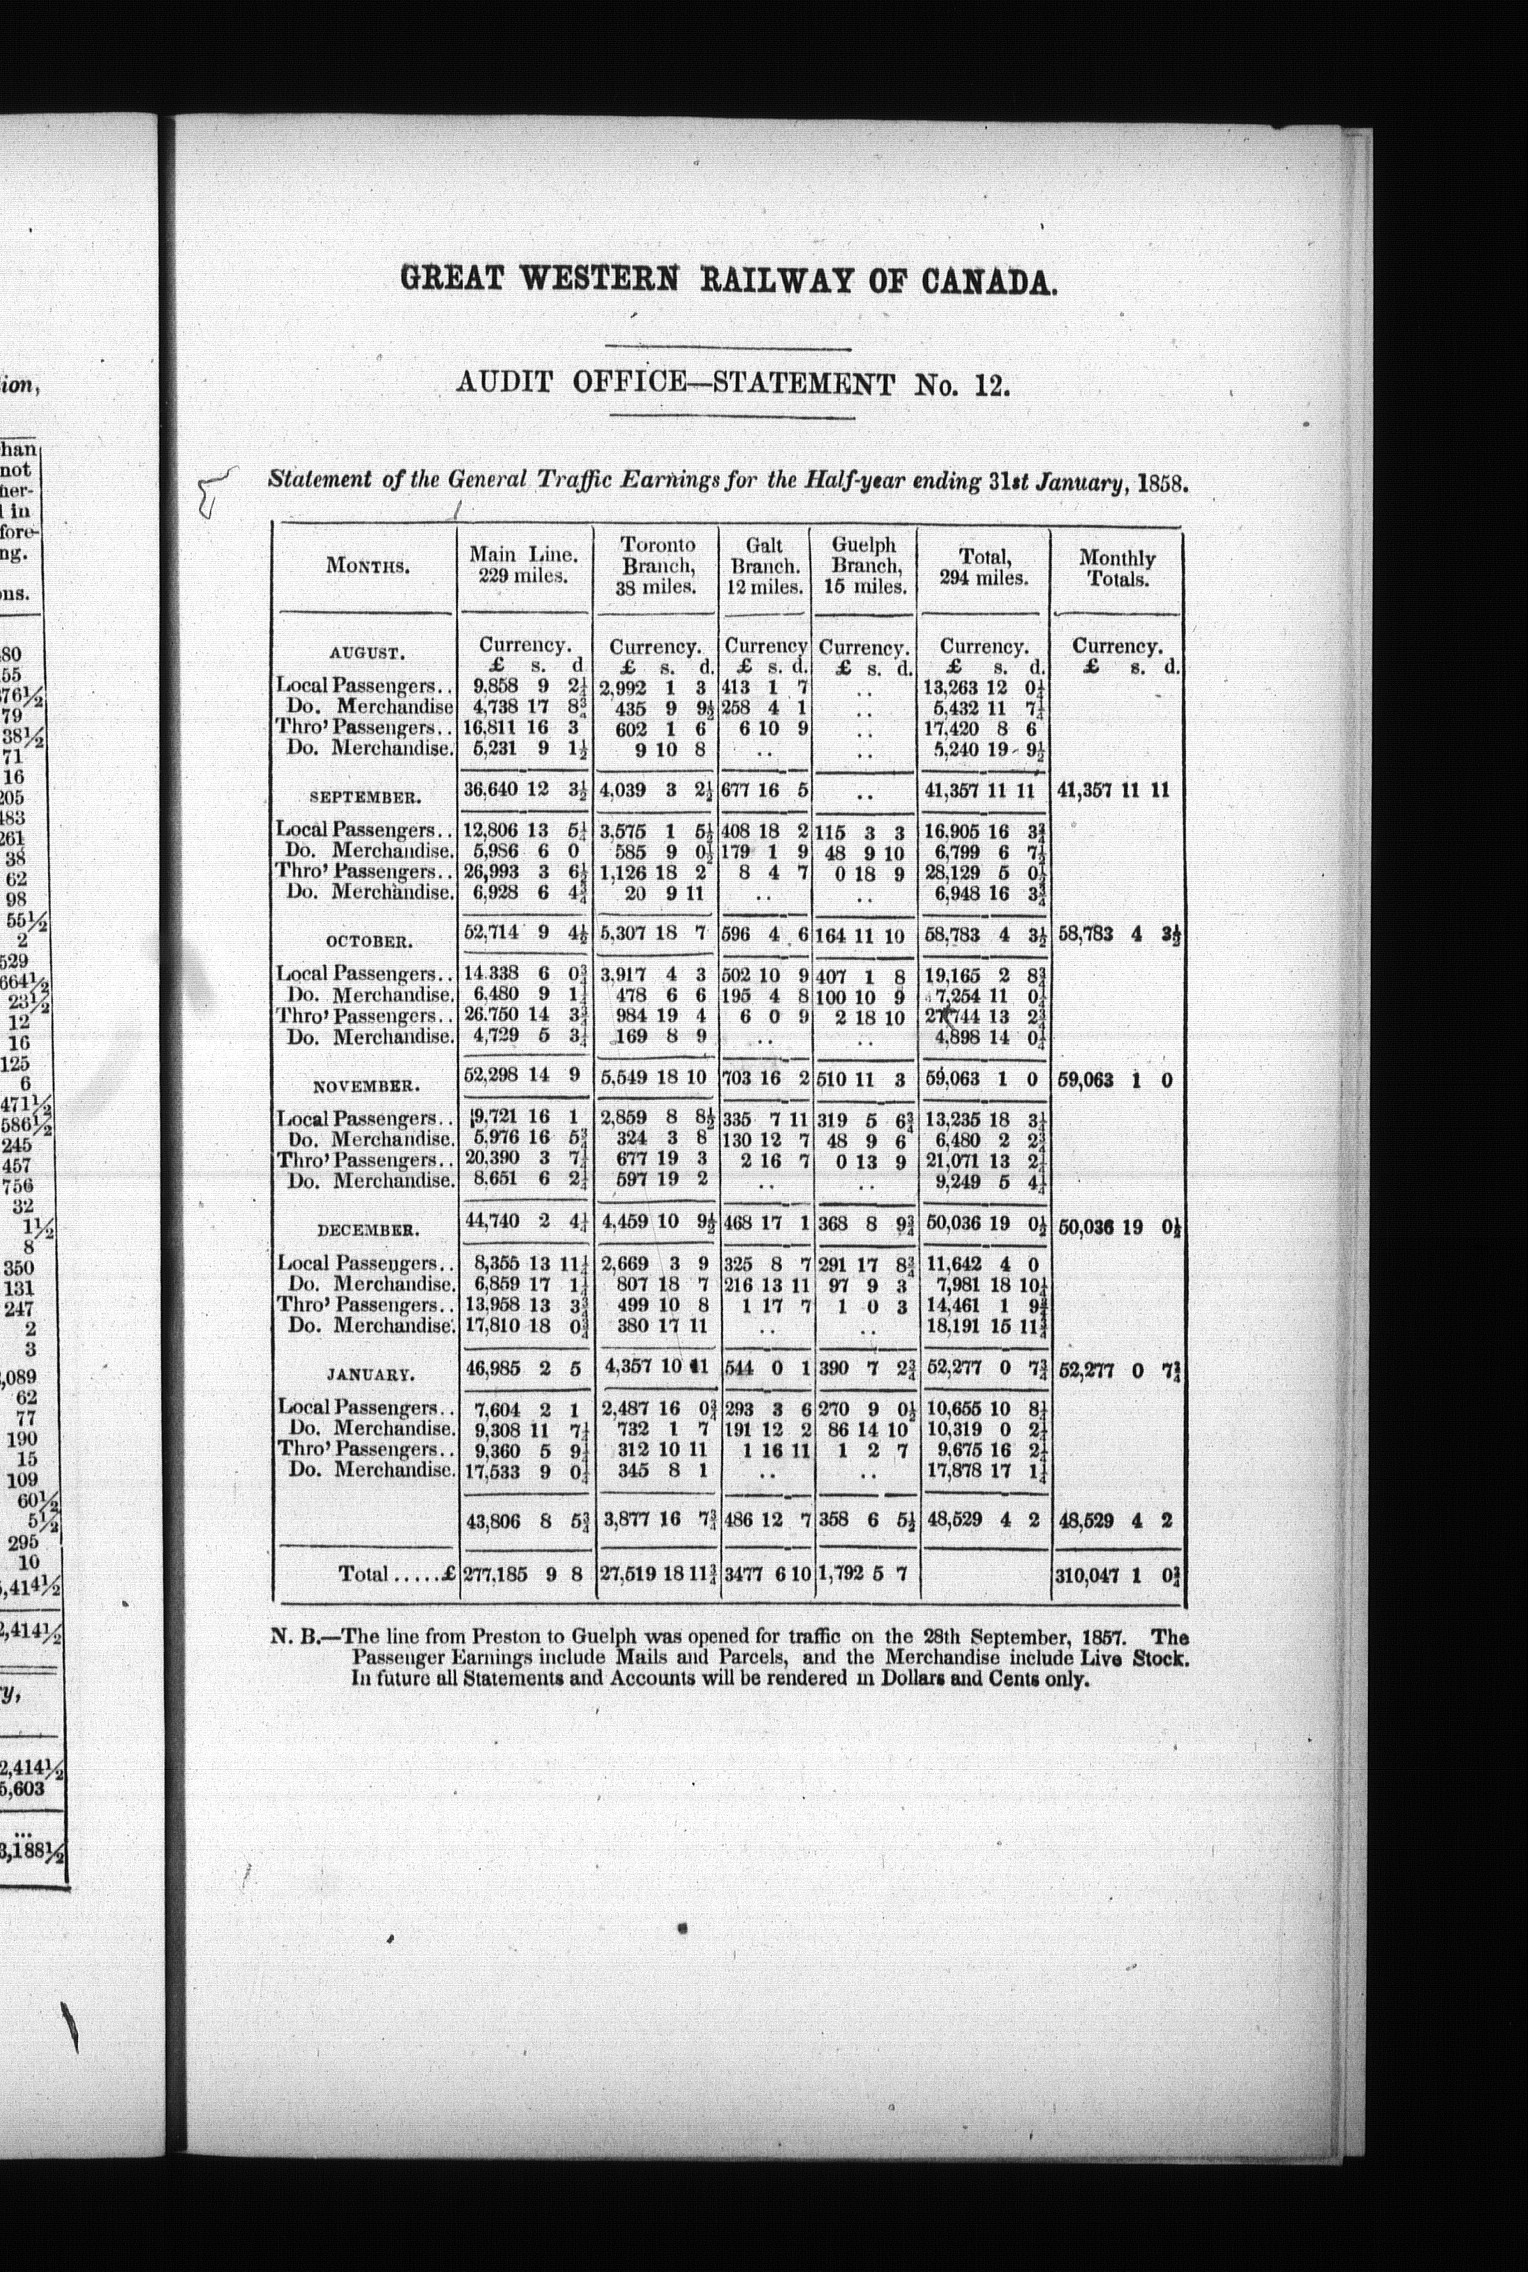 GREAT WESTERN RAILWAY OF CANADA.
AUDIT OFFICE—STATEMENT No. 12.
Statement of the General Traffic Earnings for the Half-year ending 31st January, 1858.
MONTHS. Main Line. 229 miles. Toronto Branch, 38 miles. Galt Branch. 12 miles. Guelph Branch, 15 miles. Total, 294 miles. Monthly Totals.
AUGUST. Currency. Currency. Currency Currency. Currency. Currency.
£ s. d £ s. d. £ s. d. £ s. d. £ s. d. £ s. d.
Local Passengers.. 9,858 9 2¼ 2,992 1 3 413 1 7 .. 13,263 12 0¼
Do. Merchandise 4,738 17 8¾ 435 9 9½ 258 4 1 .. 5,432 11 7¼
Thro' Passengers.. 16,811 16 3 602 1 6 6 10 9 .. 17,420 8 6
Do. Merchandise. 5,231 9 1½ 9 10 8 .. .. 5,240 19 9½
36,640 12 3½ 4,039 3 2½ 677 16 5 .. 41,357 11 11 41,357 11 11
SEPTEMBER.
Local Passengers.. 12,806 13 5¼ 3,575 1 5½ 408 18 2 115 3 3 16,905 16 3¾
Do. Merchandise. 5,986 6 0 585 9 0½ 179 1 9 48 9 10 6,799 6 7½
Thro' Passengers.. 26,993 3 6½ 1,126 18 2 8 4 7 0 18 9 28,129 5 0½
Do. Merchandise. 6,928 6 4¾ 20 9 11 .. .. 6,948 16 3¾
52,714 9 4½ 5,307 18 7 596 4 6 164 11 10 58,783 4 3½ 58,783 4 3½
OCTOBER.
Local Passengers.. 14.338 6 0¾ 3,917 4 3 502 10 9 407 1 8 19,165 2 8¾
Do. Merchandise. 6,480 9 1¼ 478 6 6 195 4 8 100 10 9 7,254 11 0¼
Thro' Passengers.. 26.750 14 3¾ 984 19 4 6 0 9 2 18 10 27,744 13 2¾
Do. Merchandise. 4,729 5 3¼ 169 8 9 .. .. 4,898 14 0¼
52,298 14 9 5,549 18 10 703 16 2 510 11 3 59,063 1 0 59,063 1 0
NOVEMBER.
Local Passengers.. 9,721 16 1 2,859 8 8½ 335 7 11 319 5 6¾ 13,235 18 3¼
Do. Merchandise. 5,976 16 5¾ 324 3 8 130 12 7 48 9 6 6,480 2 2¾
Thro' Passengers.. 20,390 3 7¼ 677 19 3 2 16 7 0 13 9 21,071 13 2¼
Do. Merchandise. 8,651 6 2¼ 597 19 2 .. .. 9,249 5 4¼
44,740 2 4¼ 4,459 10 9½ 468 17 1 368 8 9¾ 50,036 19 0½ 50,036 19 0½
DECEMBER.
Local Passengers.. 8,355 13 11¼ 2,669 3 9 325 8 7 291 17 8¾ 11,642 4 0
Do. Merchandise. 6,859 17 1¼ 807 18 7 216 13 11 97 9 3 7,981 18 10¼
Thro' Passengers.. 13,958 13 3¾ 499 10 8 1 17 7 1 0 3 14,461 1 9¾
Do. Merchandise. 17,810 18 0¾ 380 17 11 .. .. 18,191 15 11¾
46,985 2 5 4,357 10 11 544 0 1 390 7 2¾ 52,277 0 7¾ 52,277 0 7¾
JANUARY.
Local Passengers.. 7,604 2 1 2,487 16 0¾ 293 3 6 270 9 0½ 10,655 10 8¼
Do. Merchandise. 9,308 11 7¼ 732 1 7 191 12 2 86 14 10 10,319 0 2¼
Thro' Passengers.. 9,360 5 9¼ 312 10 11 1 16 11 1 2 7 9,675 16 2¼
Do. Merchandise. 17,533 9 0¼ 345 8 1 .. .. 17,878 17 1¼
43,806 8 5¾ 3,877 16 7¾ 486 12 7 358 6 5½ 48,529 4 2 48,529 4 2
Total.....£ 277,185 9 8 27,519 18 11¾ 3477 6 10 1,792 5 7 310,047 1 0¾
N. B.—The line from Preston to Guelph was opened for traffic on the 28th September, 1857. The
Passenger Earnings include Mails and Parcels, and the Merchandise include Live Stock.
In future all Statements and Accounts will be rendered in Dollars and Cents only.